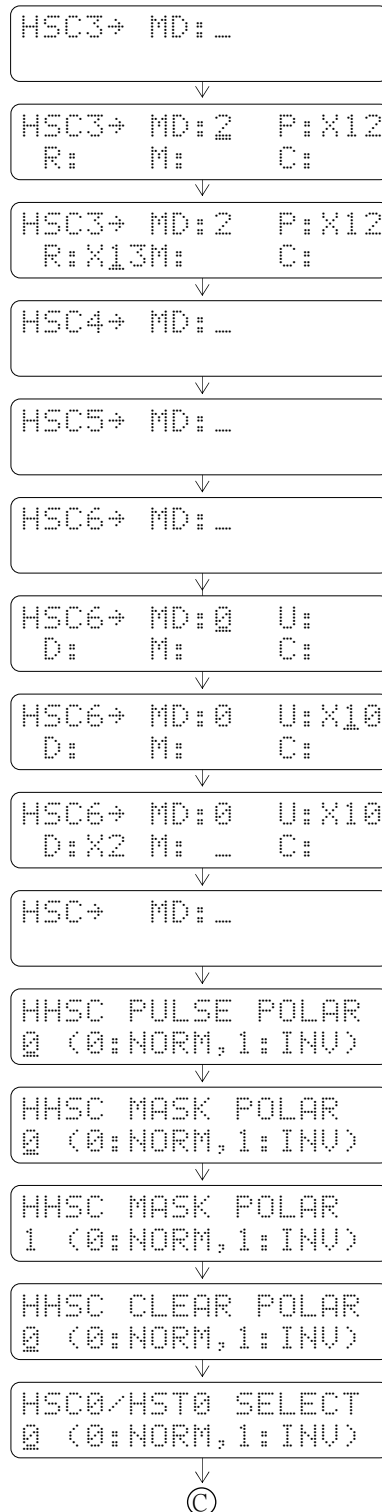 HSC3→ MD:_
HSC3→ MD:2 P:X12
R: M: C:
HSC3→ MD:2 P:X12
R:X13M: C:
HSC4→ MD:_
HSC5→ MD:_
HSC6→ MD:_
HSC6→ MD:0 U:
D: M: C:
HSC6→ MD:0 U:X10
D: M: C:
HSC6→ MD:0 U:X10
D:X2 M: _ C:
HSC→ MD:_
HHSC PULSE POLAR
0 (0:NORM,1:INV)
HHSC MASK POLAR
0 (0:NORM,1:INV)
HHSC MASK POLAR
1 (0:NORM,1:INV)
HHSC CLEAR POLAR
0 (0:NORM,1:INV)
HSC0/HST0 SELECT
0 (0:NORM,1:INV)
C